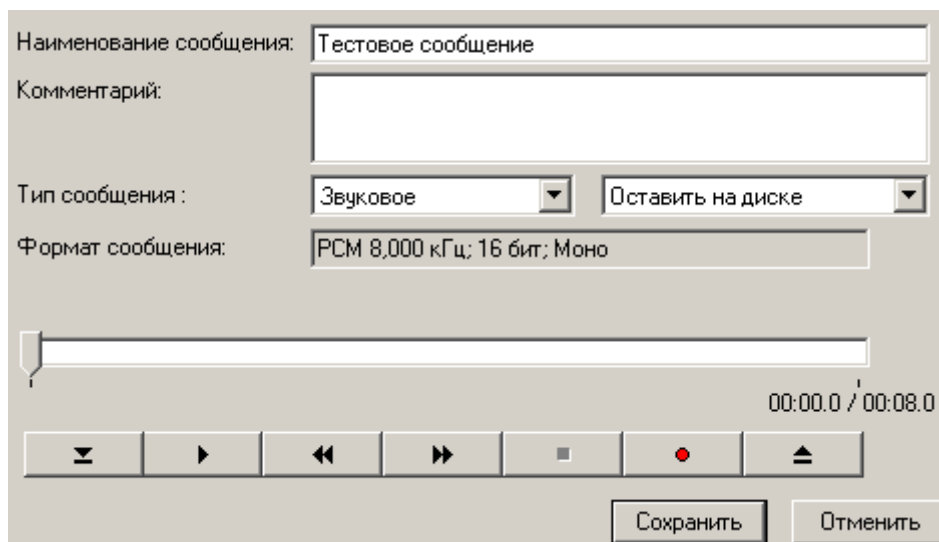 Наименование сообщения: Тестовое сообщение
Комментарий:
Тип сообщения : Звуковое Оставить на диске
Формат сообщения: PCM 8,000 кГц; 16 бит; Моно
00:00.0 / 00:08.0
Сохранить Отменить